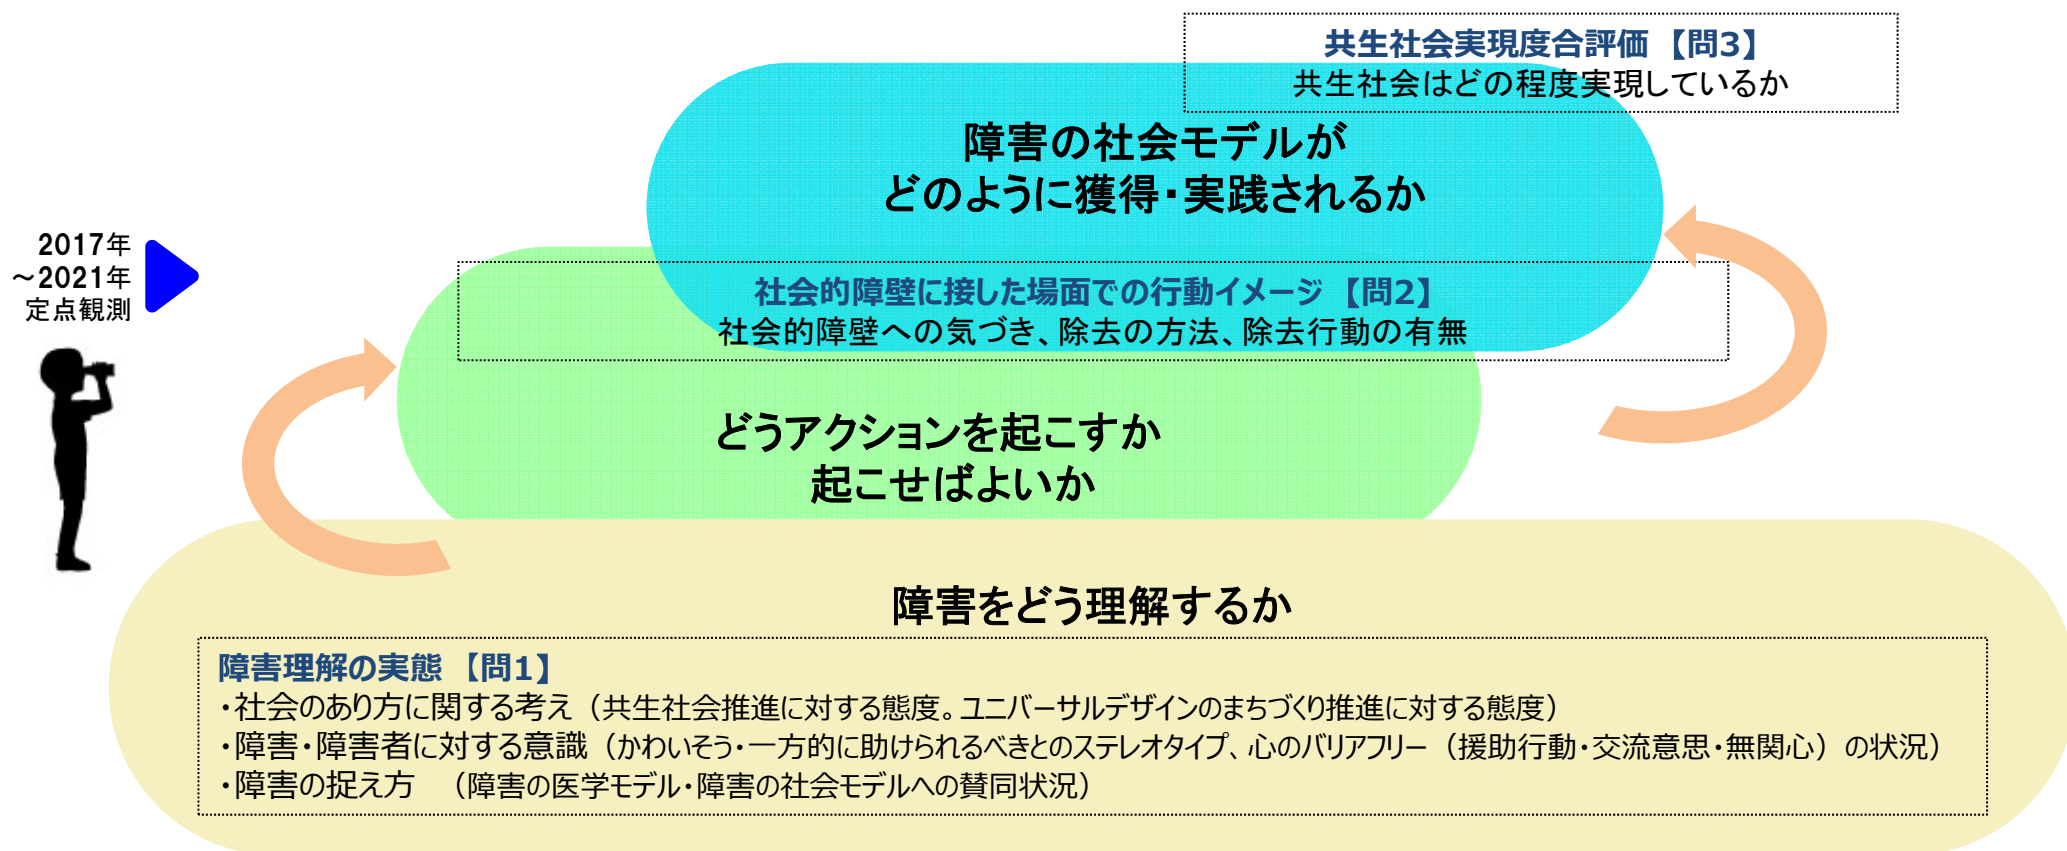 共生社会実現度合評価 【問3】
共生社会はどの程度実現しているか
障害の社会モデルが
どのように獲得・実践されるか
2017年
～2021年
定点観測
社会的障壁に接した場面での行動イメージ 【問2】
社会的障壁への気づき、除去の方法、除去行動の有無
どうアクションを起こすか
起こせばよいか
障害をどう理解するか
障害理解の実態 【問1】
・社会のあり方に関する考え（共生社会推進に対する態度。ユニバーサルデザインのまちづくり推進に対する態度）
・障害・障害者に対する意識（かわいそう・一方的に助けられるべきとのステレオタイプ、心のバリアフリー（援助行動・交流意思・無関心）の状況）
・障害の捉え方　（障害の医学モデル・障害の社会モデルへの賛同状況）